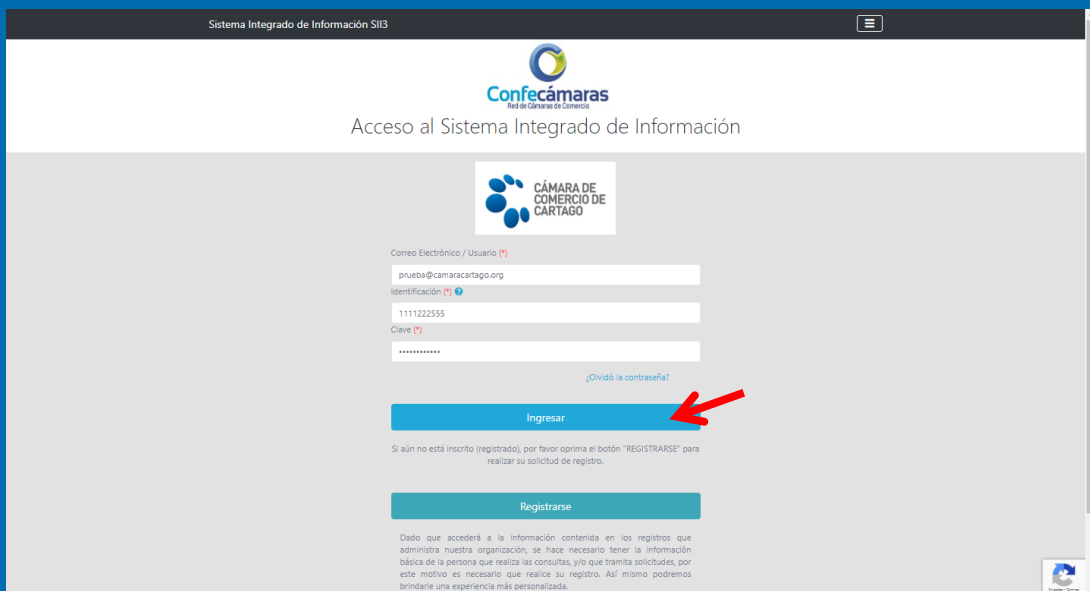 Sistema Integrado de Información SII3
Confecámaras
Red de Cámaras de Comercio
Acceso al Sistema Integrado de Información
CÁMARA DE
COMERCIO DE
CARTAGO
Correo Electrónico / Usuario (*)
prueba@camaracartago.org
Identificación (*) ?
1111222555
Clave (*)
••••••••••••
¿Olvidó la contraseña?
Ingresar
Si aún no está inscrito (registrado), por favor oprima el botón "REGISTRARSE" para
realizar su solicitud de registro.
Registrarse
Dado que accederá a la información contenida en los registros que
administra nuestra organización, se hace necesario tener la información
básica de la persona que realiza las consultas, y/o que tramita solicitudes, por
este motivo es necesario que realice su registro. Así mismo podremos
brindarle una experiencia más personalizada.